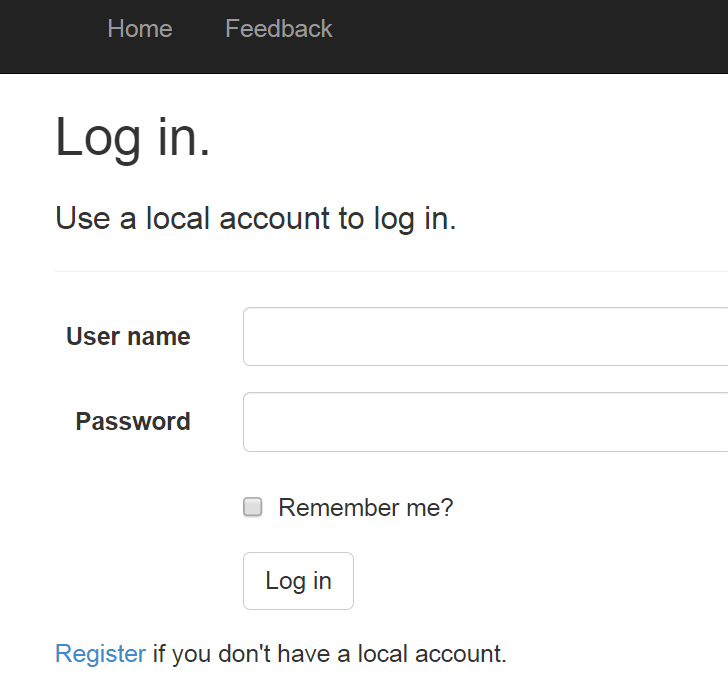 Home Feedback
Log in.
Use a local account to log in.
User name
Password
Remember me?
Log in
Register if you don't have a local account.